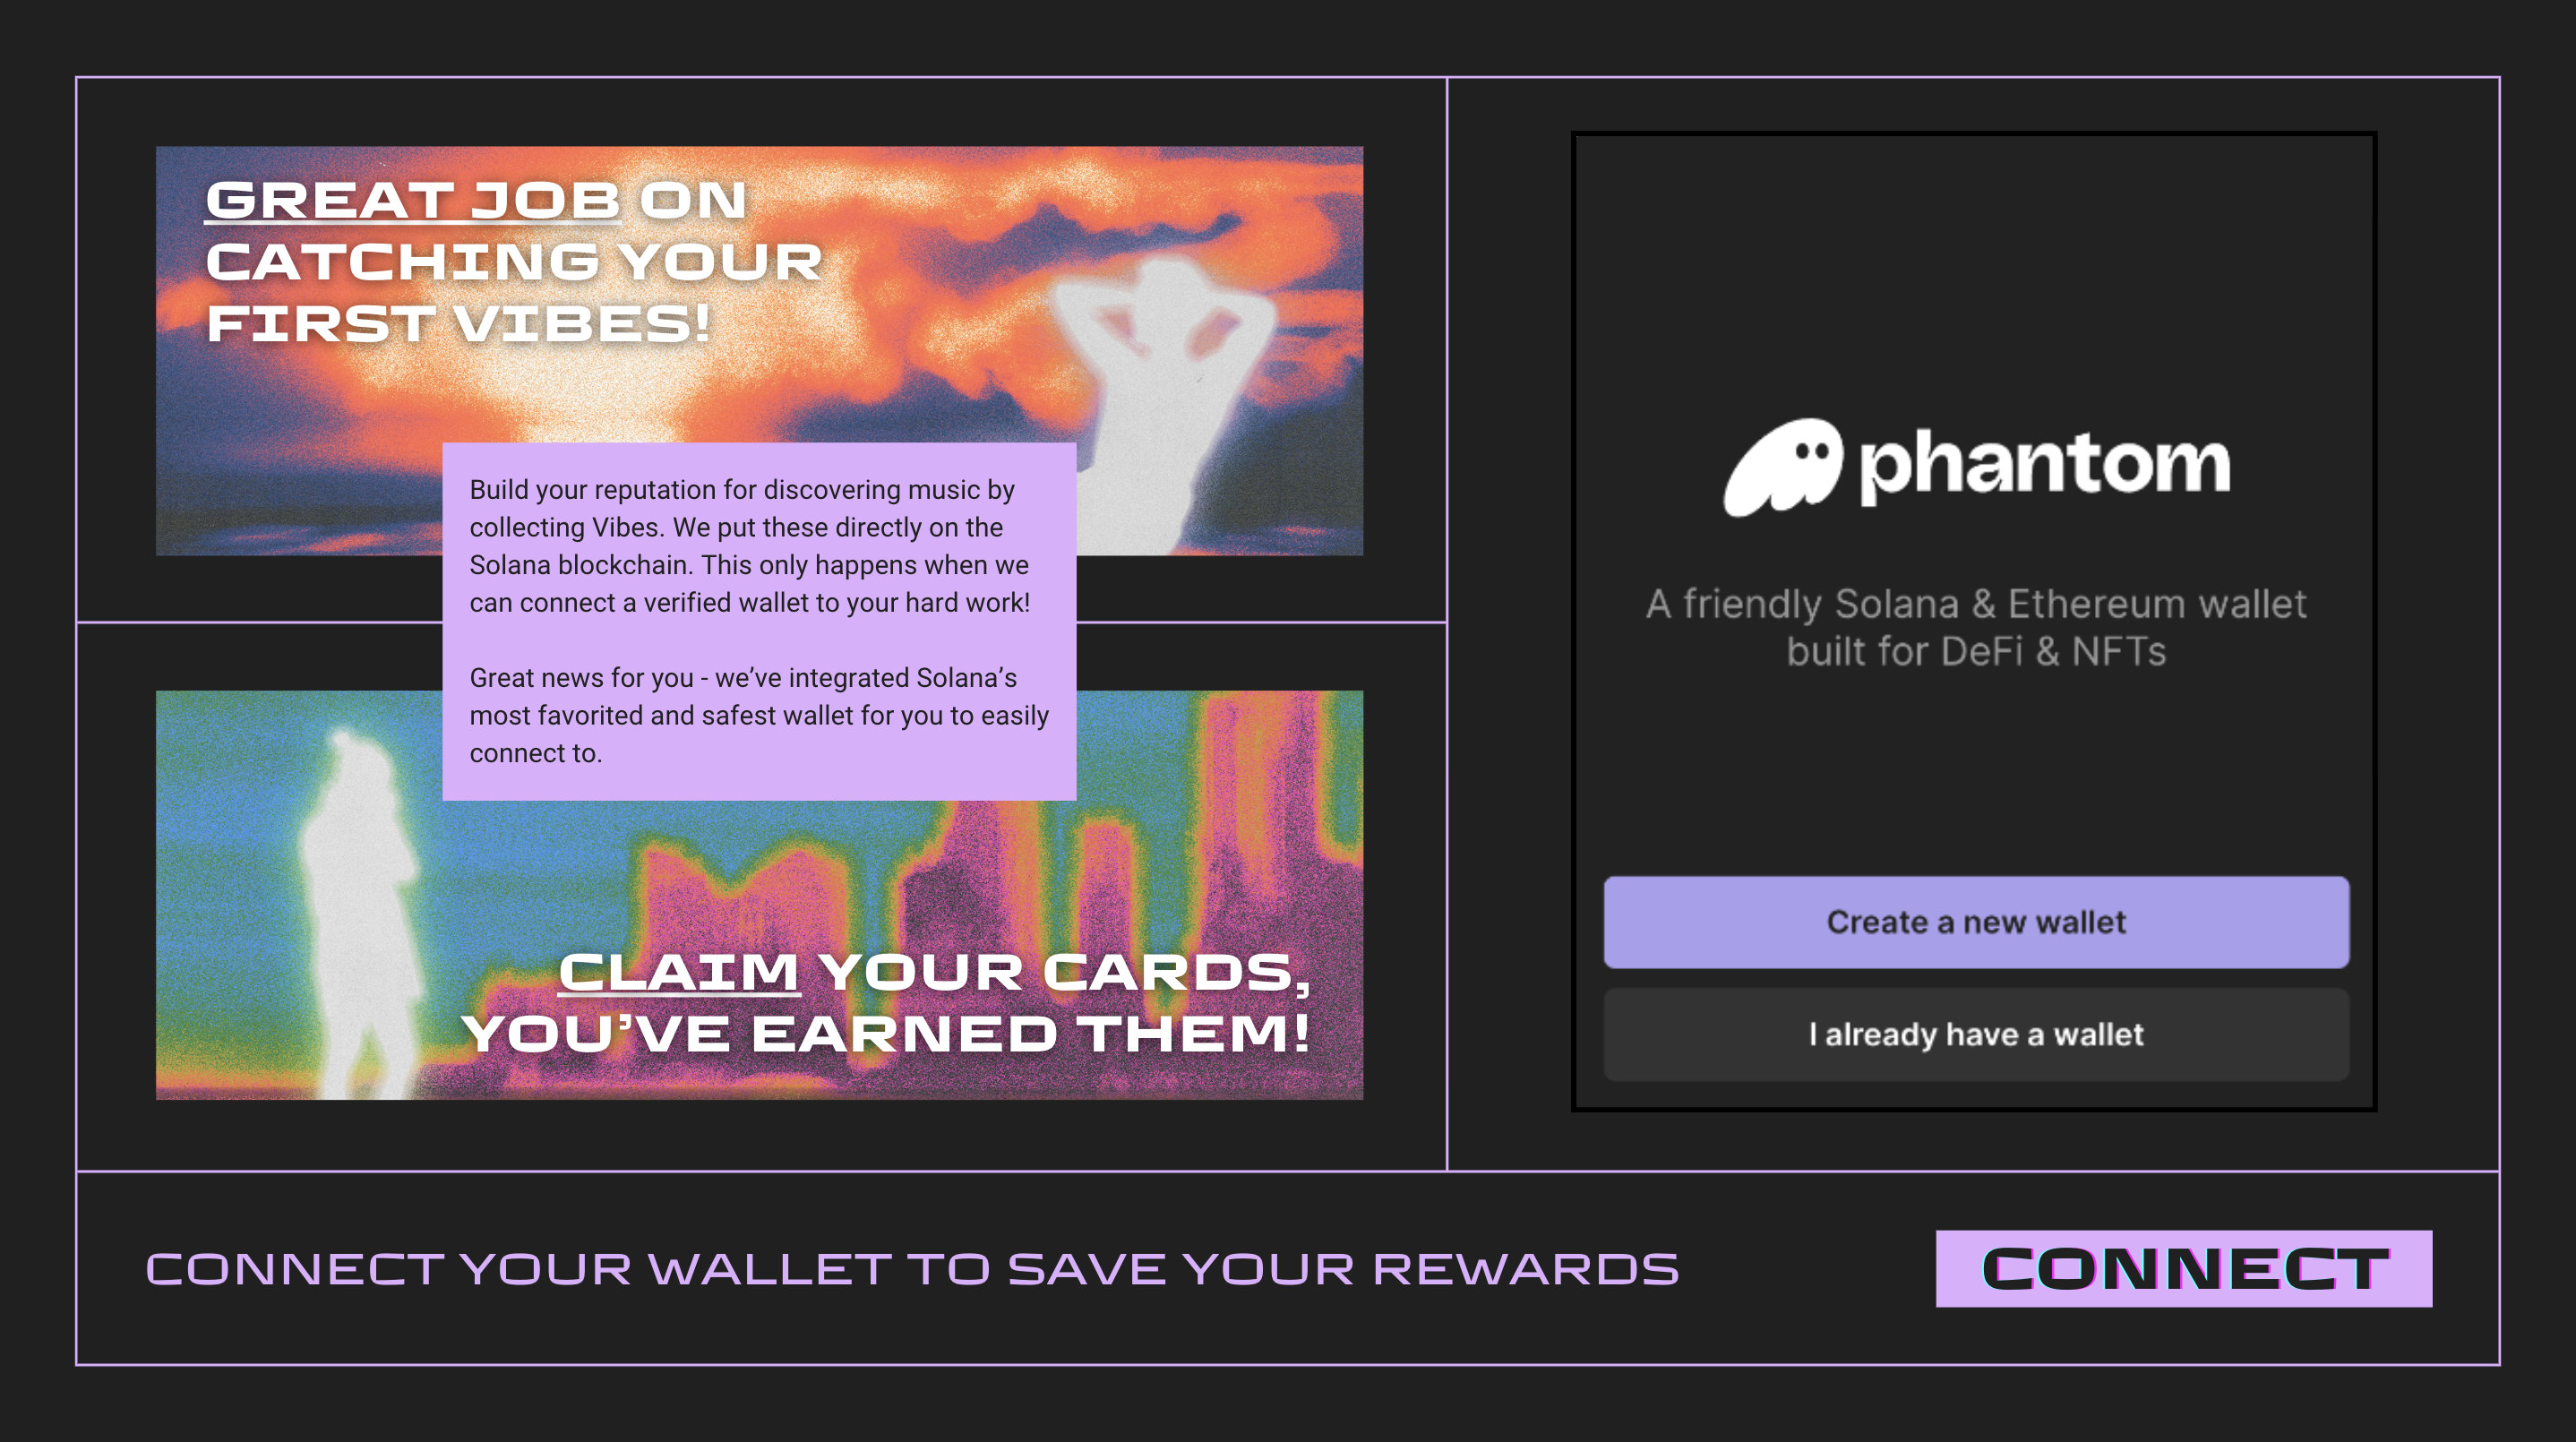 GREAT JOB ON
CATCHING YOUR
FIRST VIBES!
Build your reputation for discovering music by
collecting Vibes. We put these directly on the
Solana blockchain. This only happens when we
can connect a verified wallet to your hard work!
Great news for you - we’ve integrated Solana’s
most favorited and safest wallet for you to easily
connect to.
CLAIM YOUR CARDS,
YOU’VE EARNED THEM!
phantom
A friendly Solana & Ethereum wallet
built for DeFi & NFTs
Create a new wallet
I already have a wallet
CONNECT YOUR WALLET TO SAVE YOUR REWARDS
CONNECT